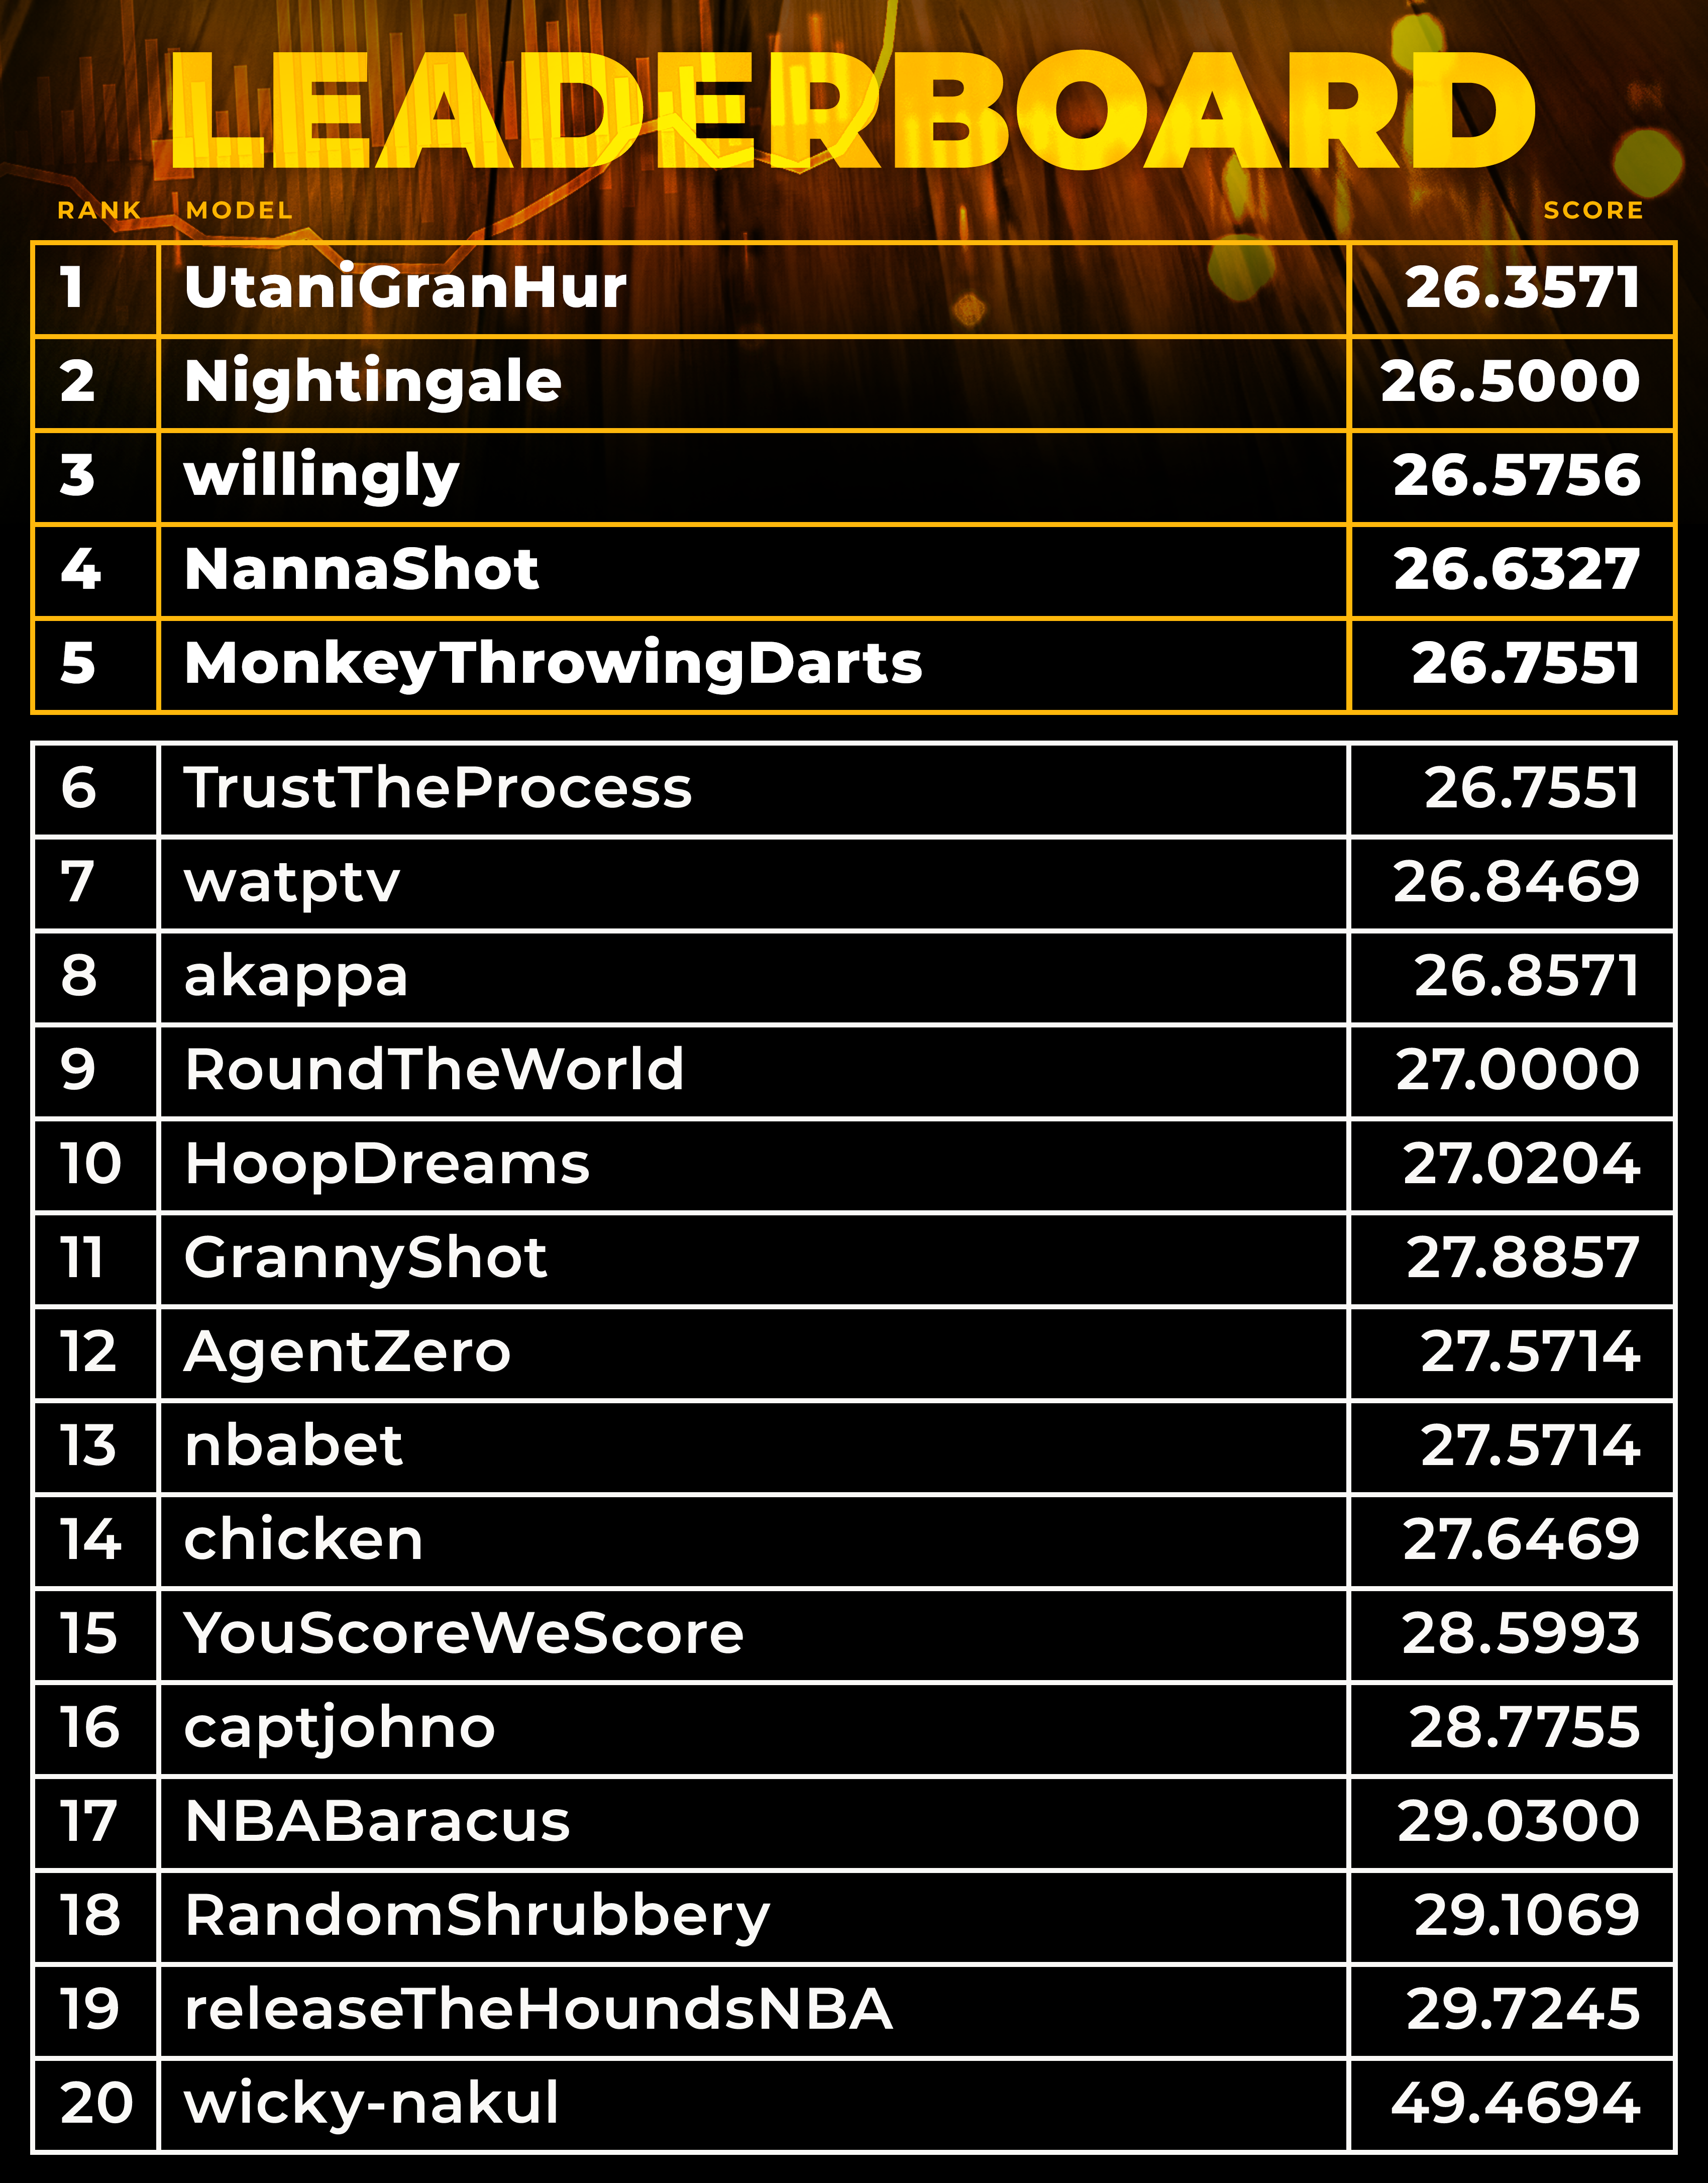 LEADERBOARD
RANK MODEL SCORE
1 UtaniGranHur 26.3571
2 Nightingale 26.5000
3 willingly 26.5756
4 NannaShot 26.6327
5 MonkeyThrowingDarts 26.7551
6 TrustTheProcess 26.7551
7 watptv 26.8469
8 akappa 26.8571
9 RoundTheWorld 27.0000
10 HoopDreams 27.0204
11 GrannyShot 27.8857
12 AgentZero 27.5714
13 nbabet 27.5714
14 chicken 27.6469
15 YouScoreWeScore 28.5993
16 captjohno 28.7755
17 NBABaracus 29.0300
18 RandomShrubbery 29.1069
19 releaseTheHoundsNBA 29.7245
20 wicky-nakul 49.4694